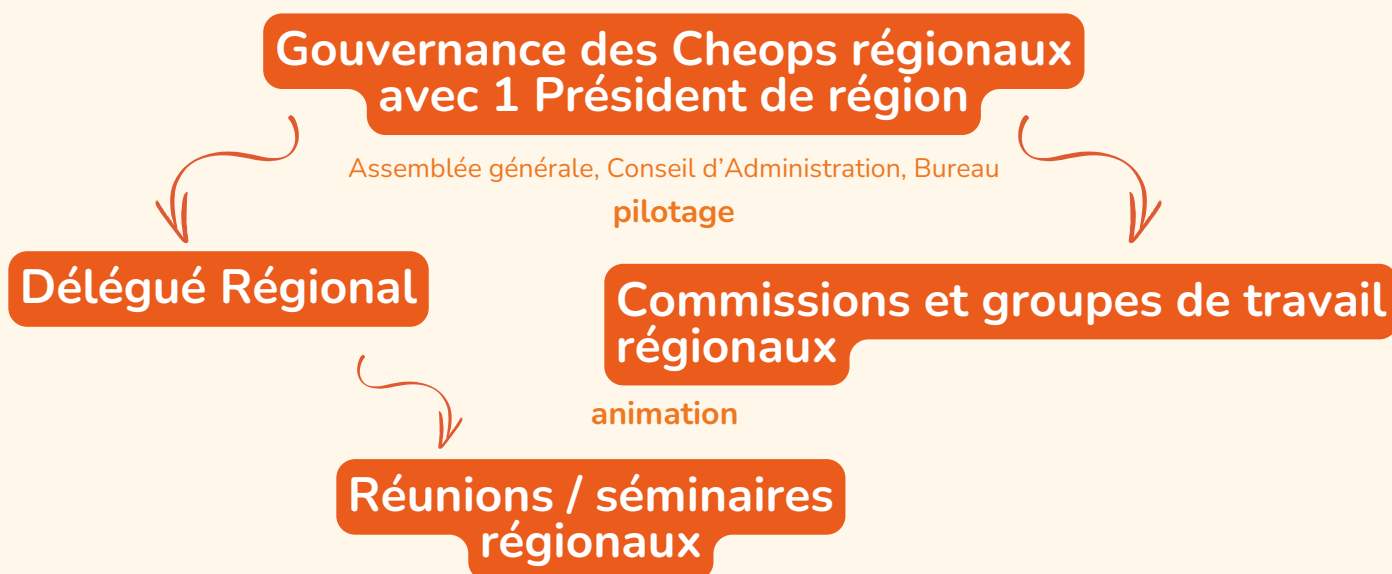 Gouvernance des Cheops régionaux
avec 1 Président de région
Assemblée générale, Conseil d’Administration, Bureau
pilotage
Délégué Régional
Commissions et groupes de travail
régionaux
animation
Réunions / séminaires
régionaux